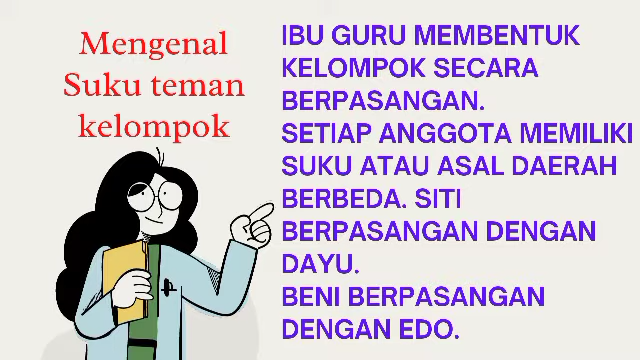 Mengenal
Suku teman
kelompok
IBU GURU MEMBENTUK
KELOMPOK SECARA
BERPASANGAN.
SETIAP ANGGOTA MEMILIKI
SUKU ATAU ASAL DAERAH
BERBEDA. SITI
BERPASANGAN DENGAN
DAYU.
BENI BERPASANGAN
DENGAN EDO.